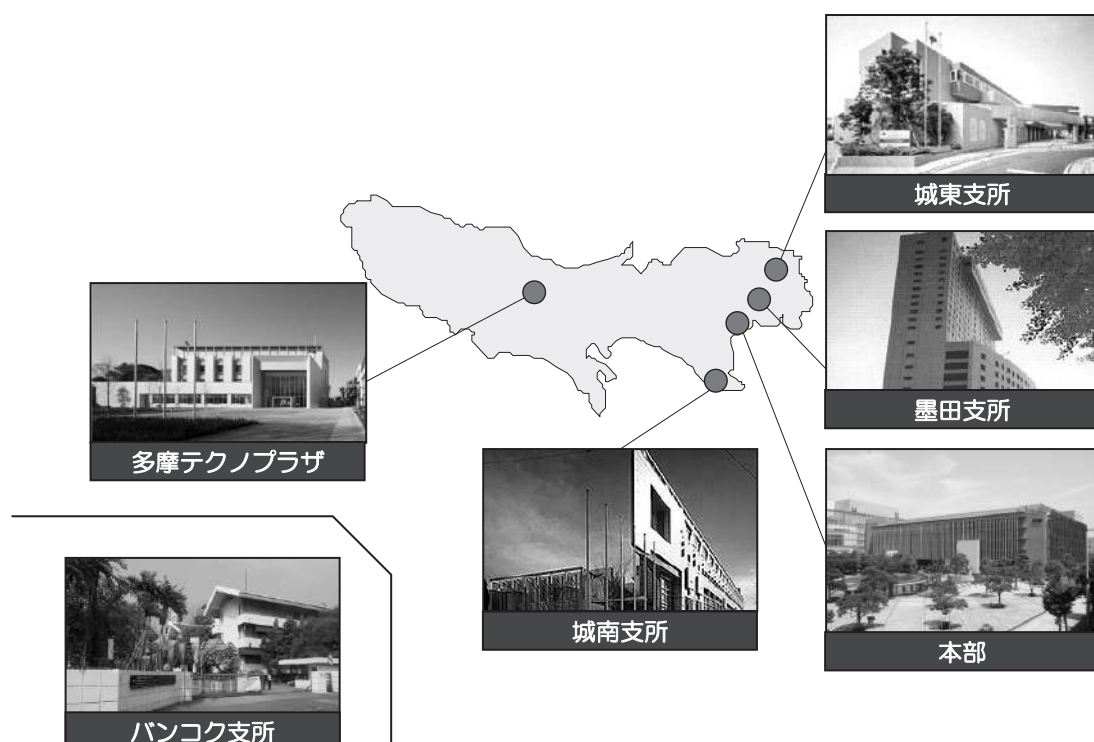 城東支所
墨田支所
多摩テクノプラザ
城南支所
本部
バンコク支所